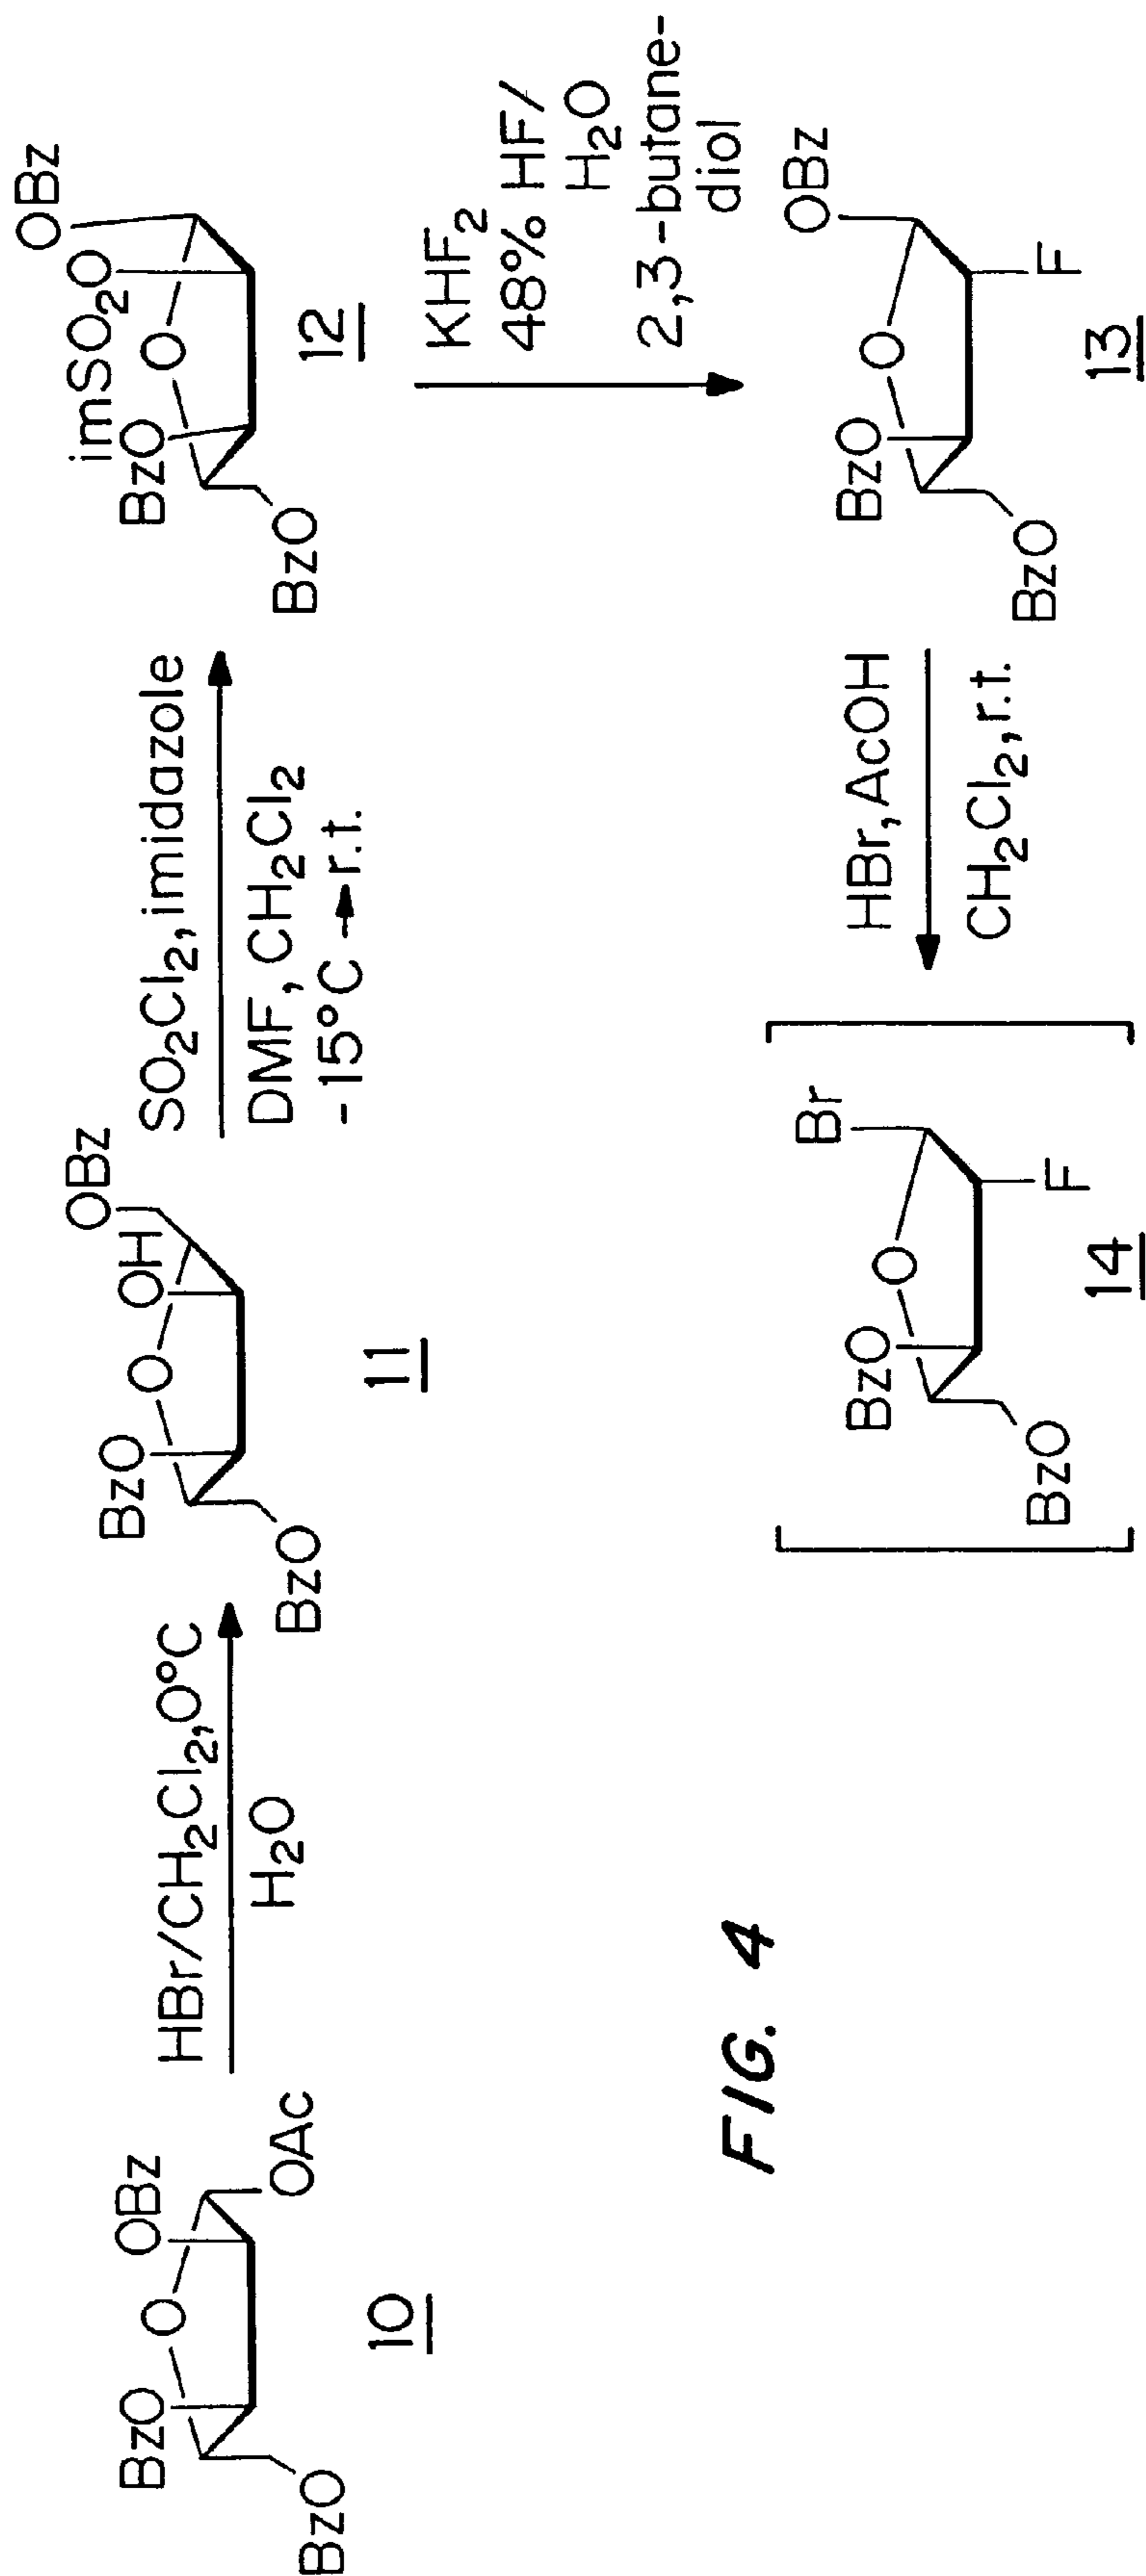 BzO
O
OBz
BzO
OAc
10
HBr/CH2Cl2,0°C
H2O
BzO
O
OH
OBz
BzO
11
SO2Cl2, imidazole
DMF, CH2Cl2
-15°C → r.t.
imSO2O
OBz
BzO
O
BzO
12
KHF2
48% HF/
H2O
2,3-butane-
diol
BzO
O
OBz
BzO
F
13
HBr, AcOH
CH2Cl2, r.t.
BzO
O
Br
BzO
F
14
FIG. 4